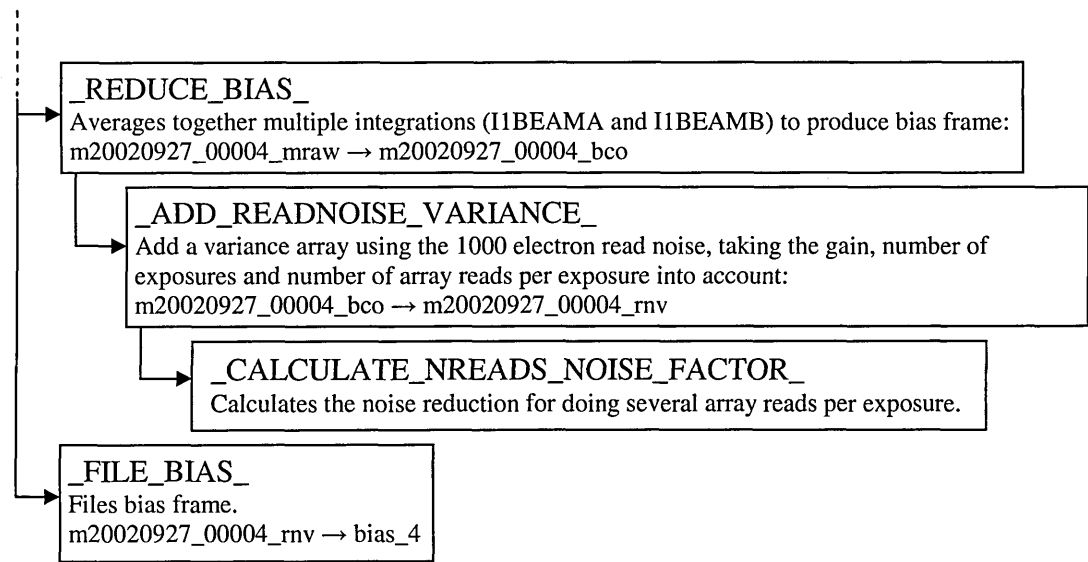 _REDUCE_BIAS_
Averages together multiple integrations (I1BEAMA and I1BEAMB) to produce bias frame:
m20020927_00004_mraw → m20020927_00004_bco
_ADD_READNOISE_VARIANCE_
Add a variance array using the 1000 electron read noise, taking the gain, number of
exposures and number of array reads per exposure into account:
m20020927_00004_bco → m20020927_00004_rnv
_CALCULATE_NREADS_NOISE_FACTOR_
Calculates the noise reduction for doing several array reads per exposure.
_FILE_BIAS_
Files bias frame.
m20020927_00004_rnv → bias_4